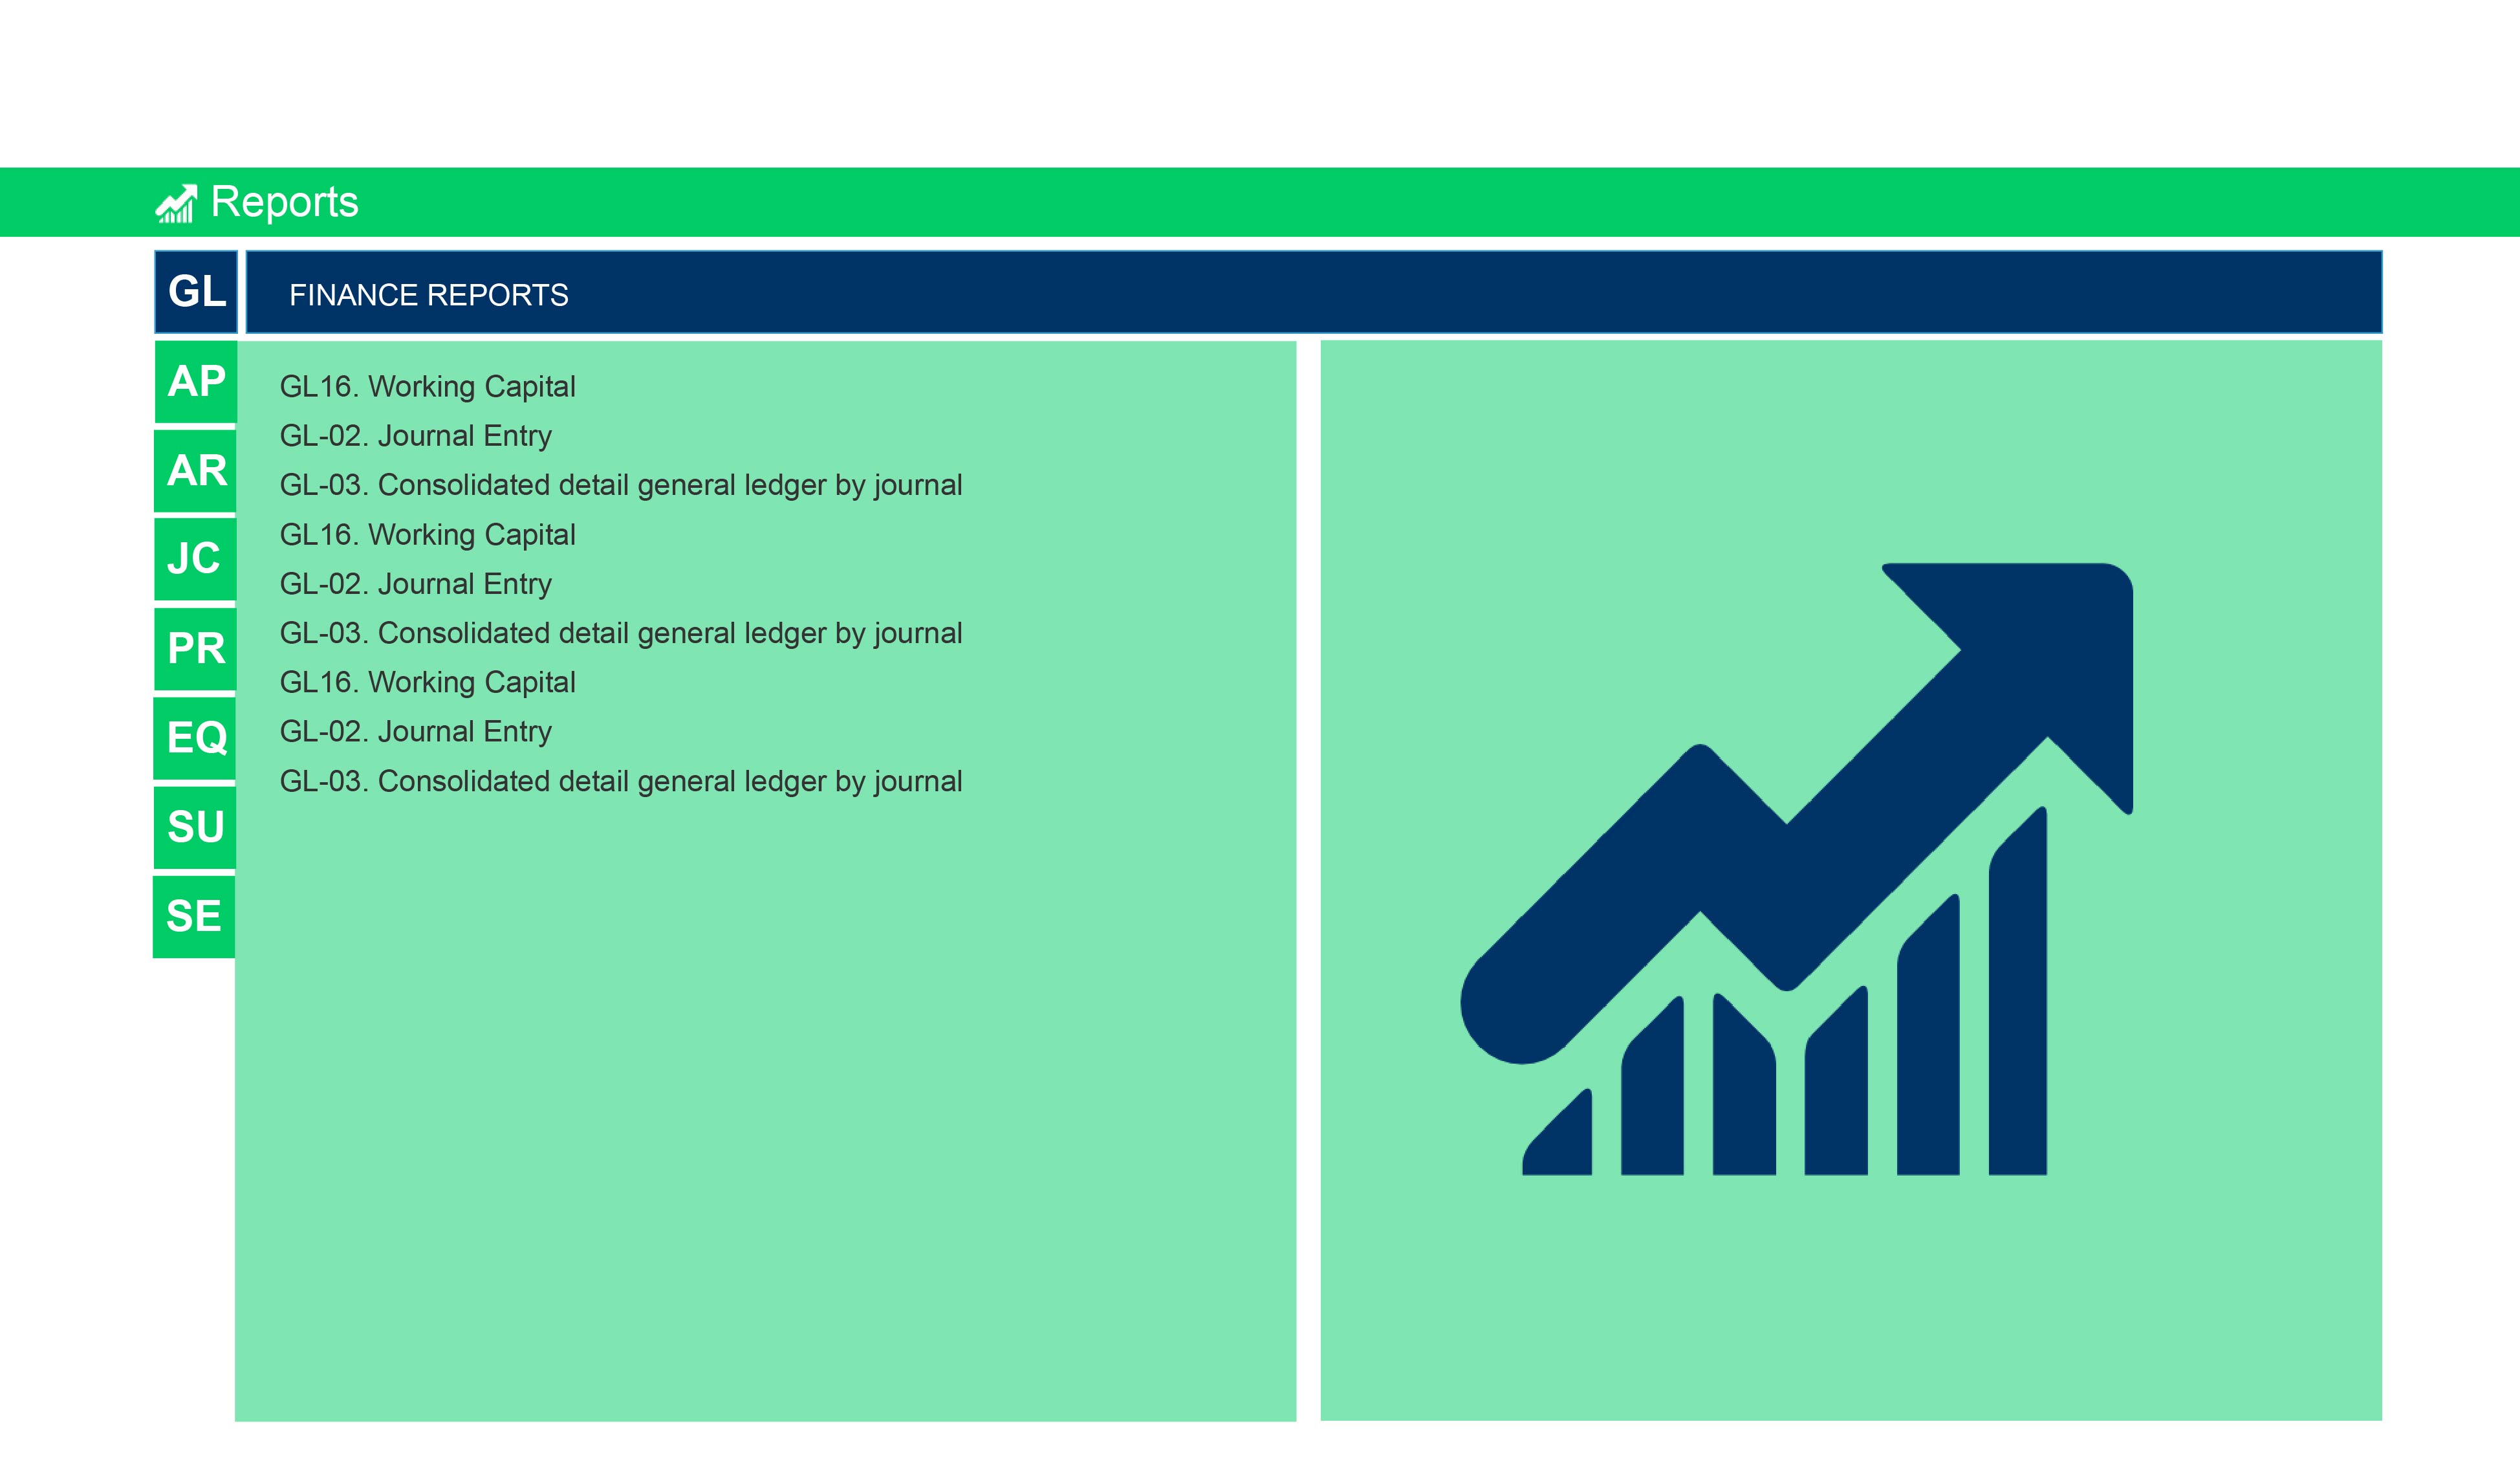 Reports
GL
FINANCE REPORTS
AP
AR
JC
PR
EQ
SU
SE
GL16. Working Capital
GL-02. Journal Entry
GL-03. Consolidated detail general ledger by journal
GL16. Working Capital
GL-02. Journal Entry
GL-03. Consolidated detail general ledger by journal
GL16. Working Capital
GL-02. Journal Entry
GL-03. Consolidated detail general ledger by journal